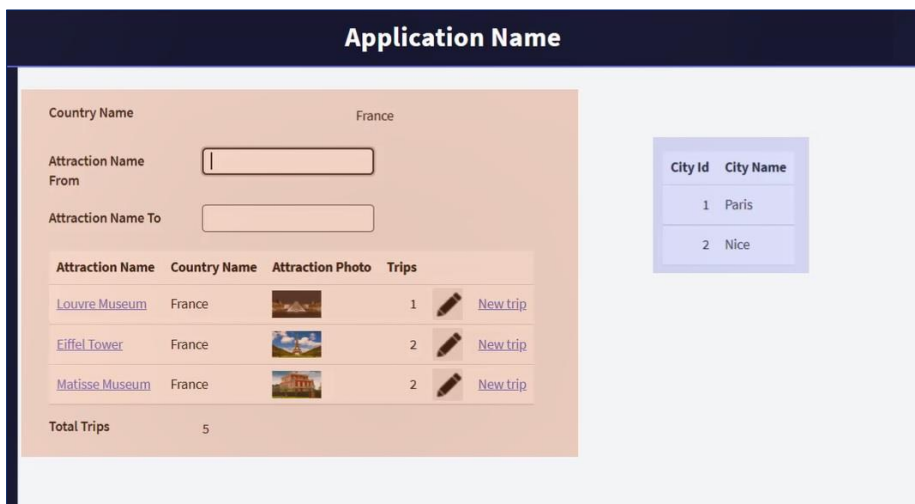 Application Name
Country Name France
Attraction Name
From
Attraction Name To
Attraction Name Country Name Attraction Photo Trips
Louvre Museum France 1 New trip
Eiffel Tower France 2 New trip
Matisse Museum France 2 New trip
Total Trips 5
City Id City Name
1 Paris
2 Nice